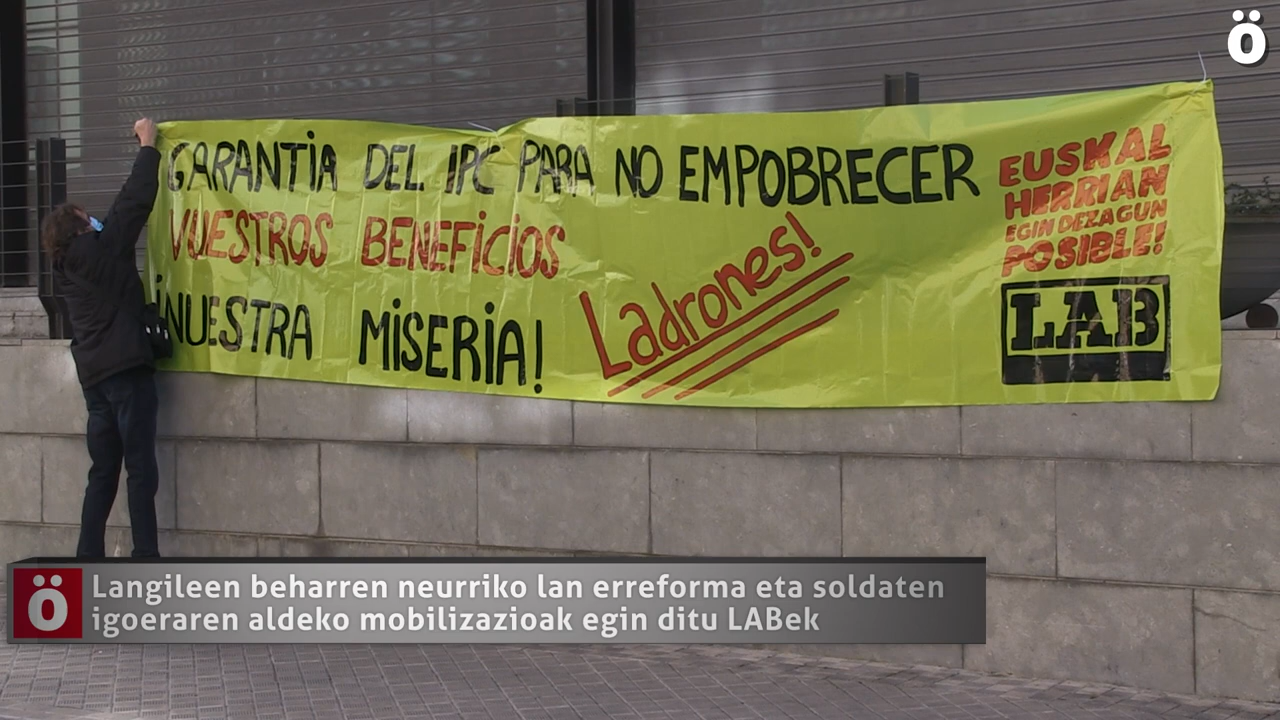 ö
GARANTÍA DEL IPC PARA NO EMPOBRECER
VUESTROS BENEFICIOS
¡NUESTRA MISERIA!
Ladrones!
EUSKAL
HERRIAN
EGIN DEZAGUN
POSIBLE!
LAB
ö
Langileen beharren neurriko lan erreforma eta soldaten
igoeraren aldeko mobilizazioak egin ditu LABek